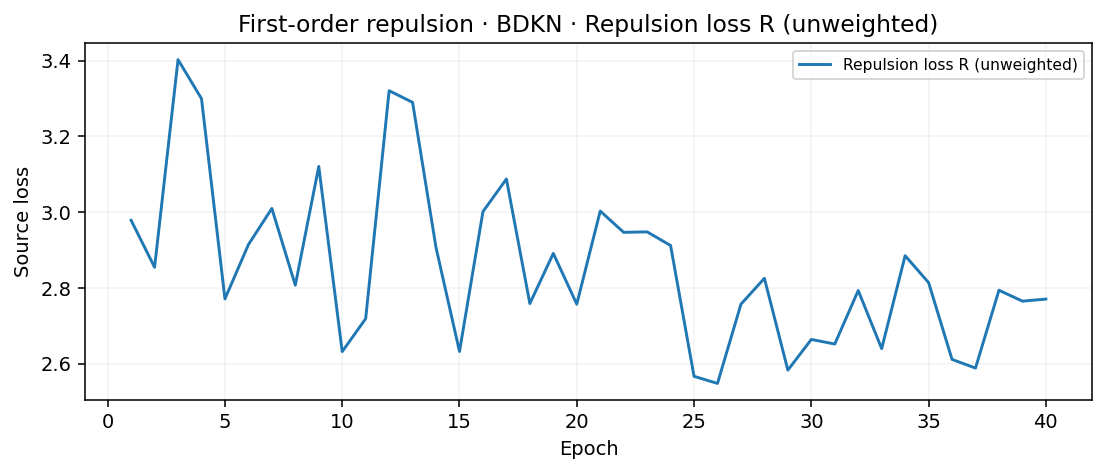 First-order repulsion · BDKN · Repulsion loss R (unweighted)
Repulsion loss R (unweighted)
Source loss
3.4
3.2
3.0
2.8
2.6
0 5 10 15 20 25 30 35 40
Epoch